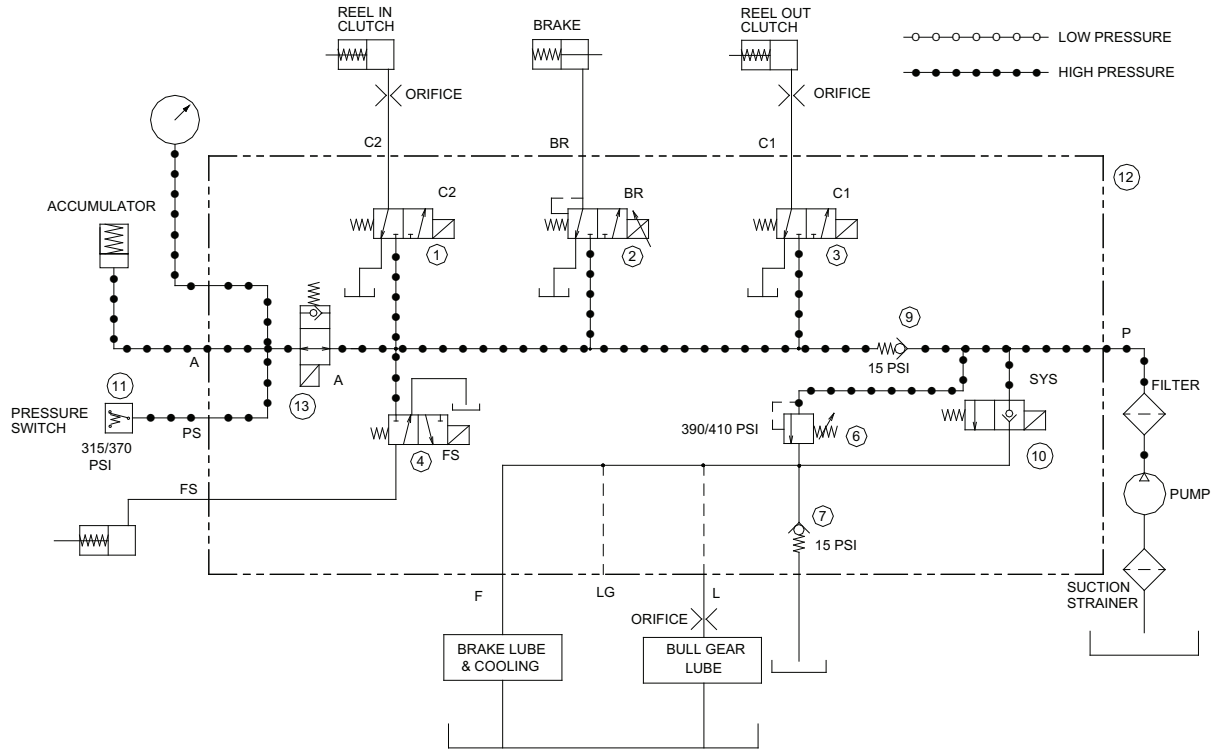 REEL IN
CLUTCH
BRAKE
REEL OUT
CLUTCH
LOW PRESSURE
HIGH PRESSURE
ORIFICE
ORIFICE
C2
BR
C1
12
ACCUMULATOR
C2
BR
C1
1
2
3
9
P
A
A
15 PSI
SYS
FILTER
11
13
PRESSURE
SWITCH
PS
315/370
PSI
390/410 PSI
6
FS
4
10
FS
PUMP
7
15 PSI
SUCTION
STRAINER
F
LG
L
ORIFICE
BRAKE LUBE
& COOLING
BULL GEAR
LUBE